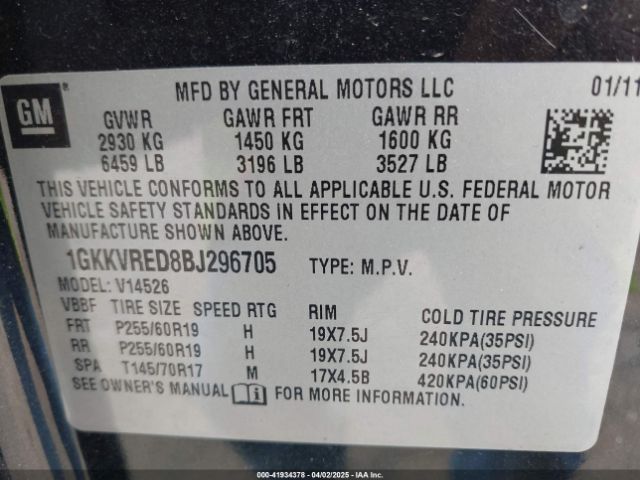 GM ®
MFD BY GENERAL MOTORS LLC 01/11
GVWR GAWR FRT GAWR RR
2930 KG 1450 KG 1600 KG
6459 LB 3196 LB 3527 LB
THIS VEHICLE CONFORMS TO ALL APPLICABLE U.S. FEDERAL MOTOR
VEHICLE SAFETY STANDARDS IN EFFECT ON THE DATE OF
MANUFACTURE SHOWN ABOVE.
1GKKVRED8BJ296705 TYPE: M.P.V.
MODEL: V14526
VBBF TIRE SIZE SPEED RTG RIM COLD TIRE PRESSURE
FRT P255/60R19 H 19X7.5J 240KPA(35PSI)
RR P255/60R19 H 19X7.5J 240KPA(35PSI)
SPA T145/70R17 M 17X4.5B 420KPA(60PSI)
SEE OWNER'S MANUAL i FOR MORE INFORMATION.
000-41934378 - 04/02/2025 - IAAI